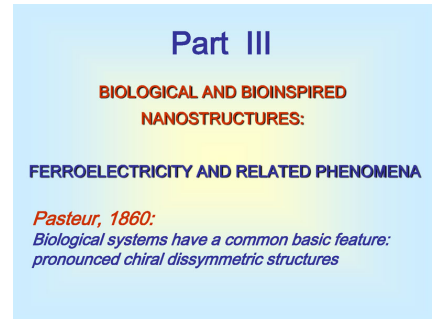 Part III
BIOLOGICAL AND BIOINSPIRED
NANOSTRUCTURES:
FERROELECTRICITY AND RELATED PHENOMENA
Pasteur, 1860:
Biological systems have a common basic feature:
pronounced chiral dissymmetric structures